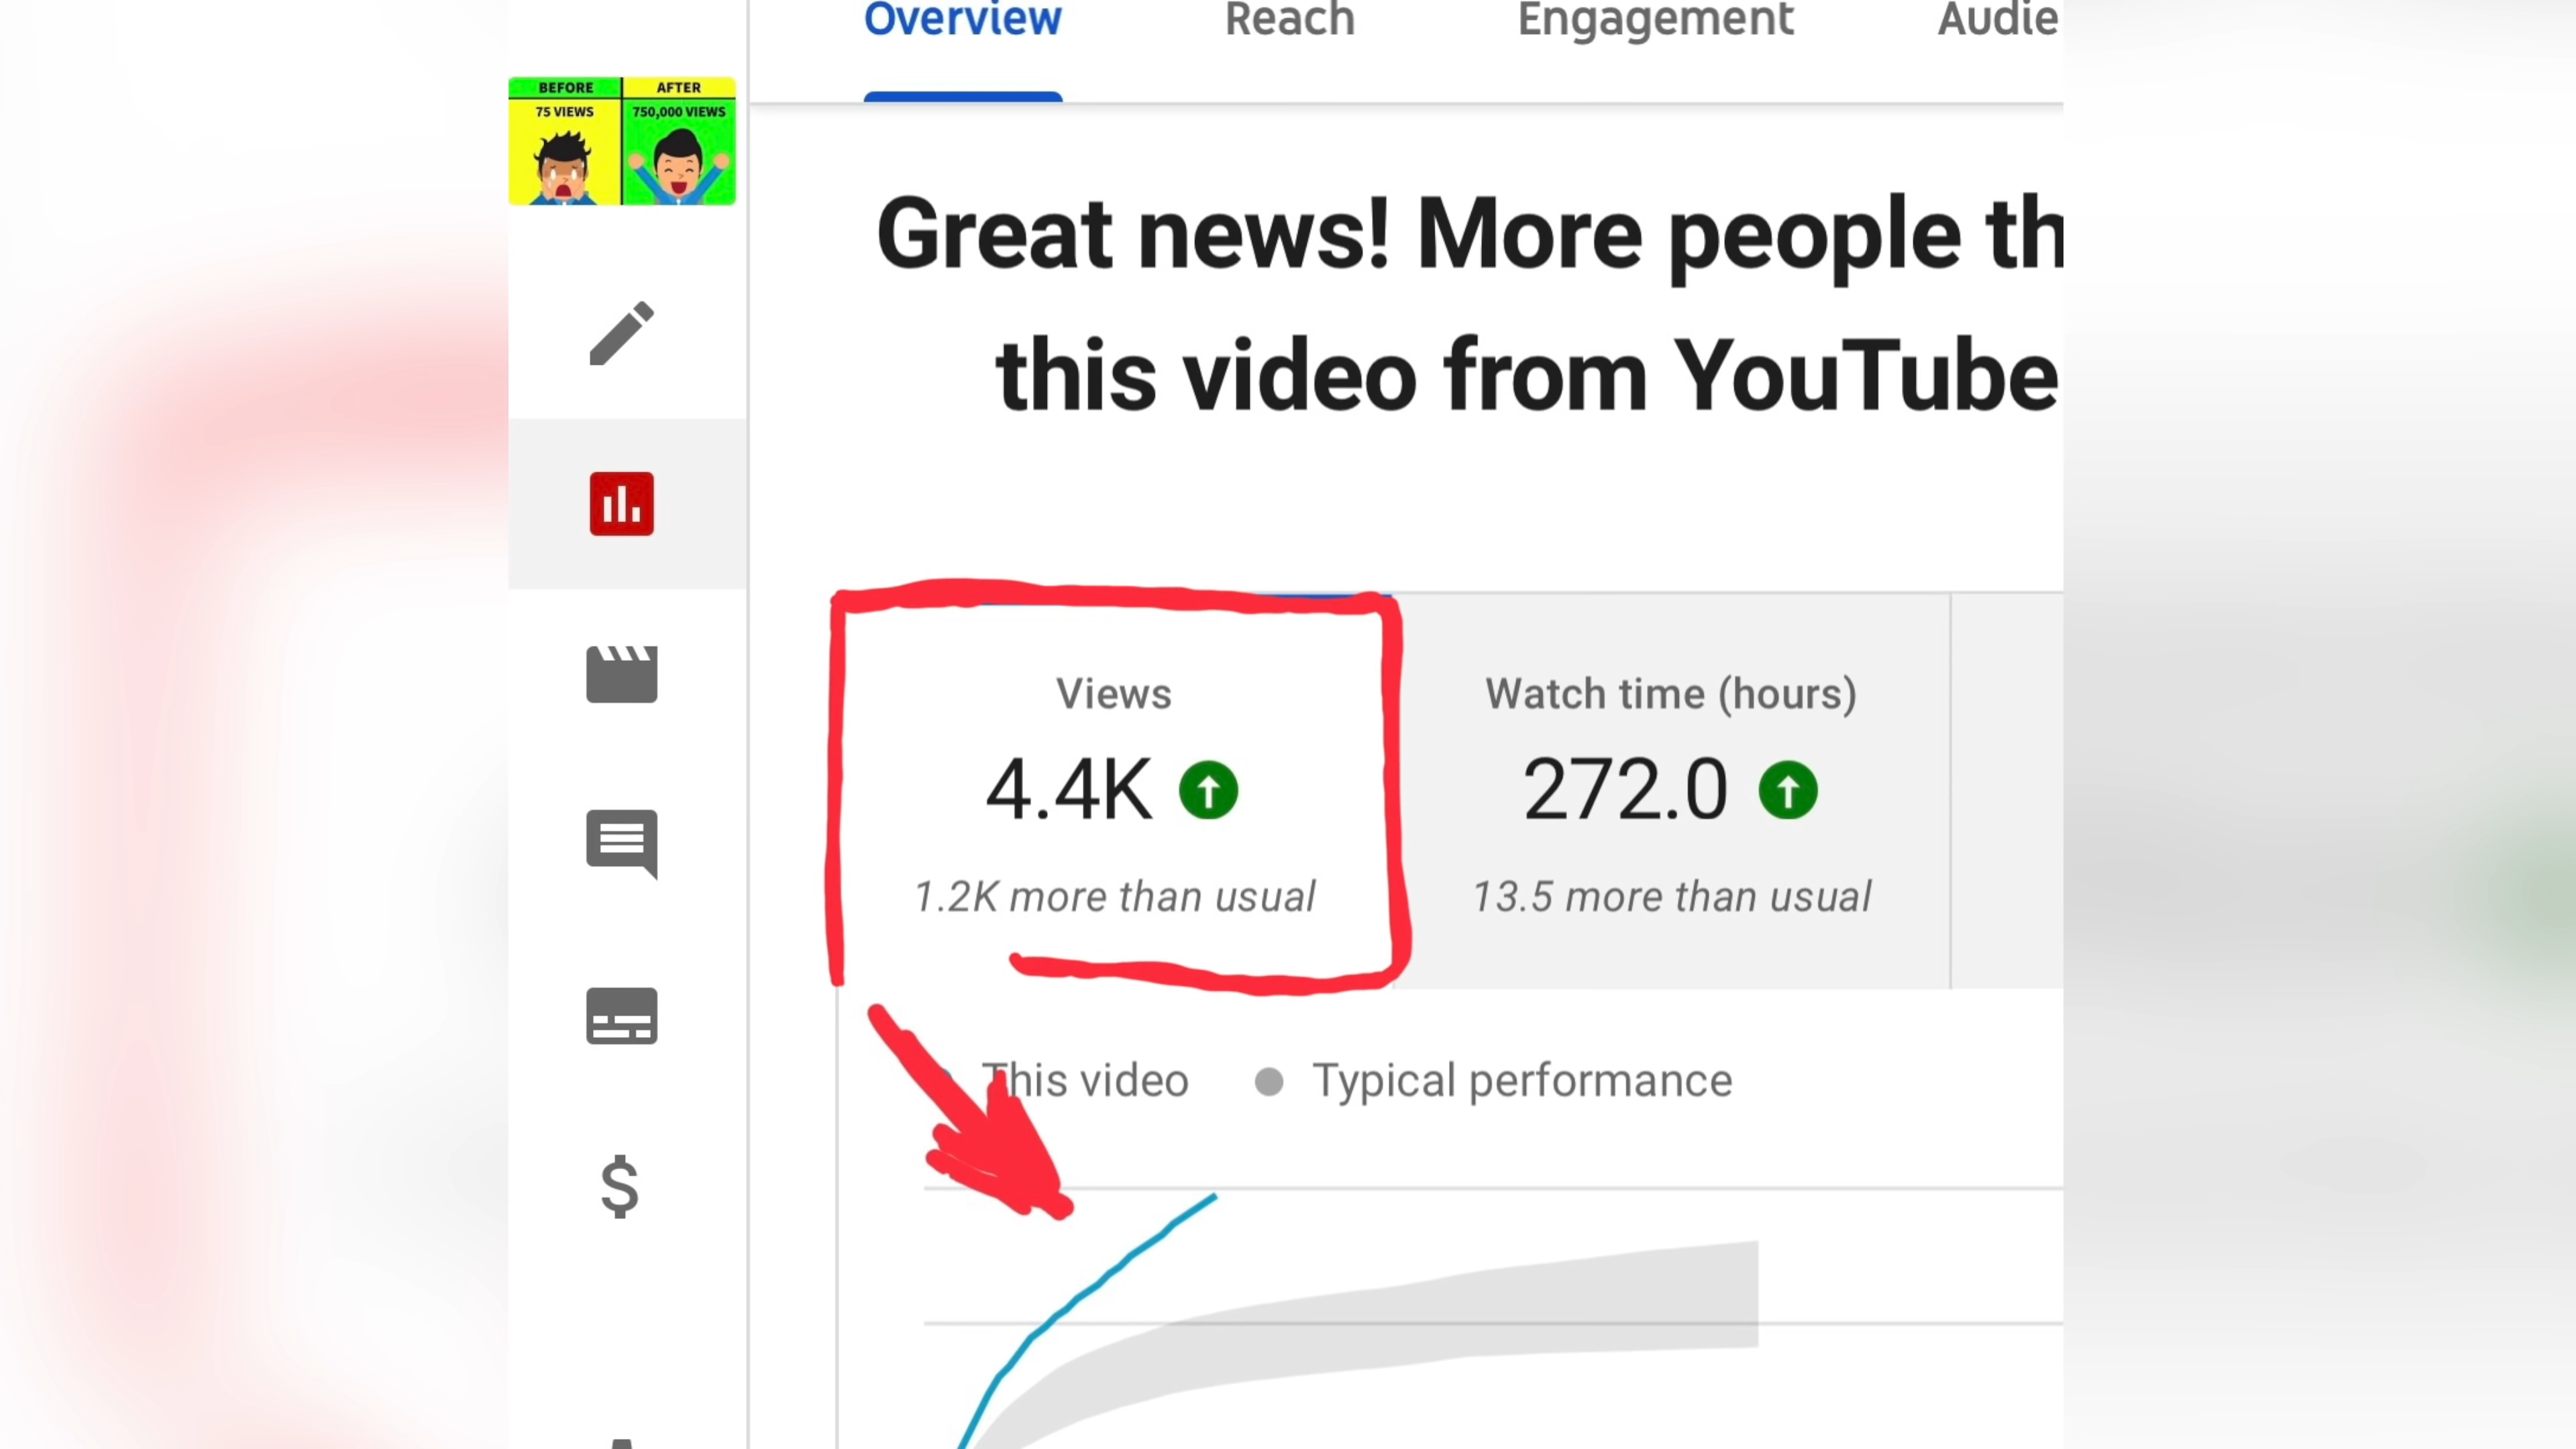 Overview Reach Engagement Audie
BEFORE AFTER
75 VIEWS 750,000 VIEWS
Great news! More people th
this video from YouTube
Views Watch time (hours)
4.4K 272.0
1.2K more than usual 13.5 more than usual
This video Typical performance
$